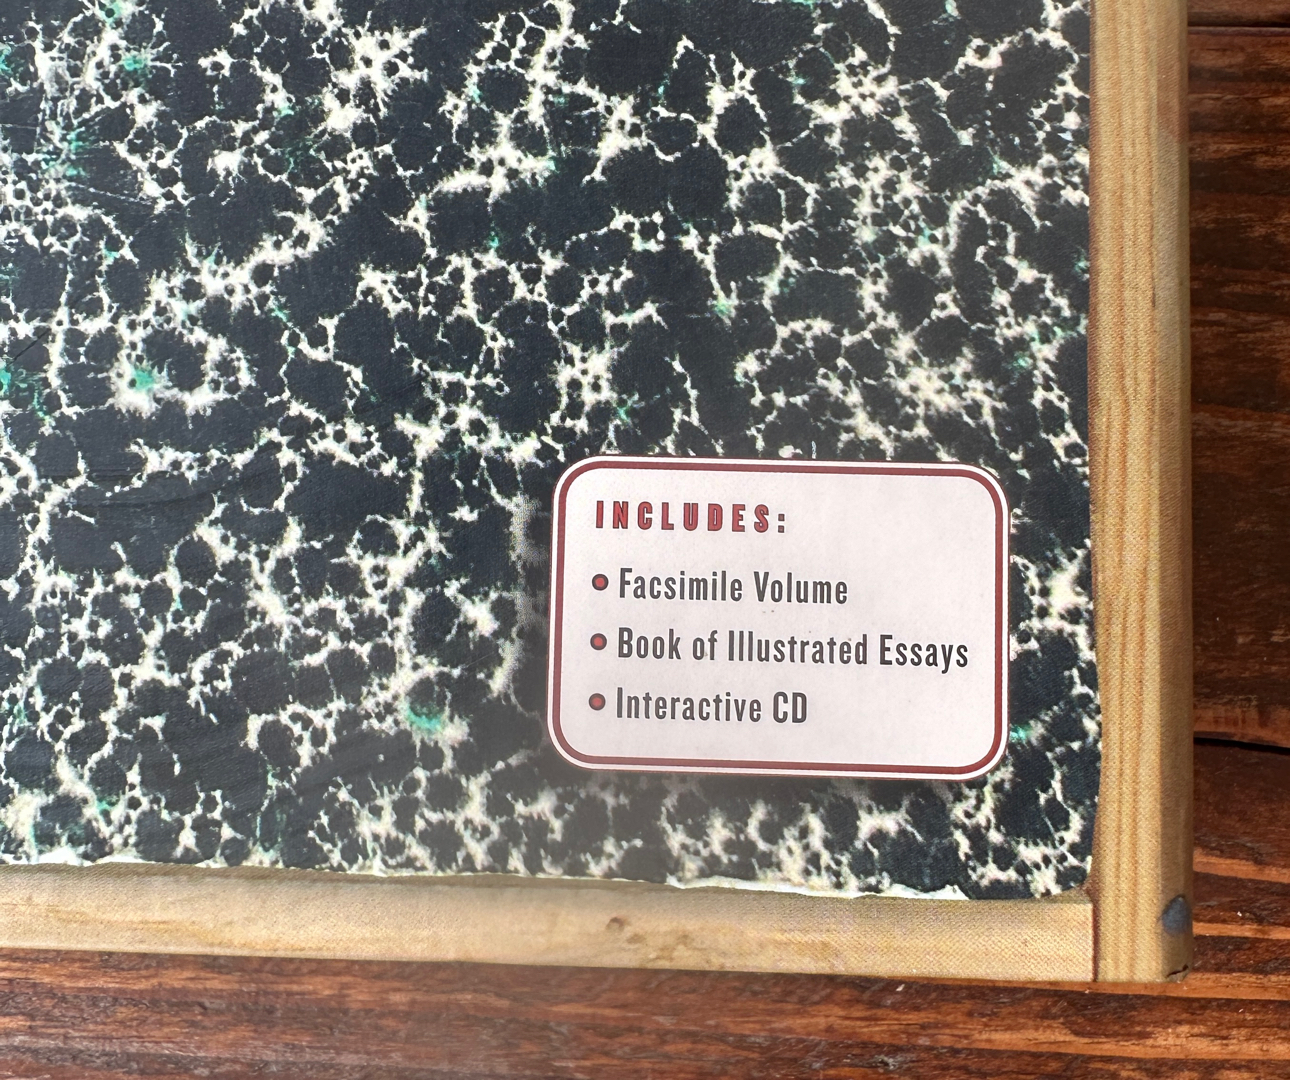 INCLUDES:
• Facsimile Volume
• Book of Illustrated Essays
• Interactive CD